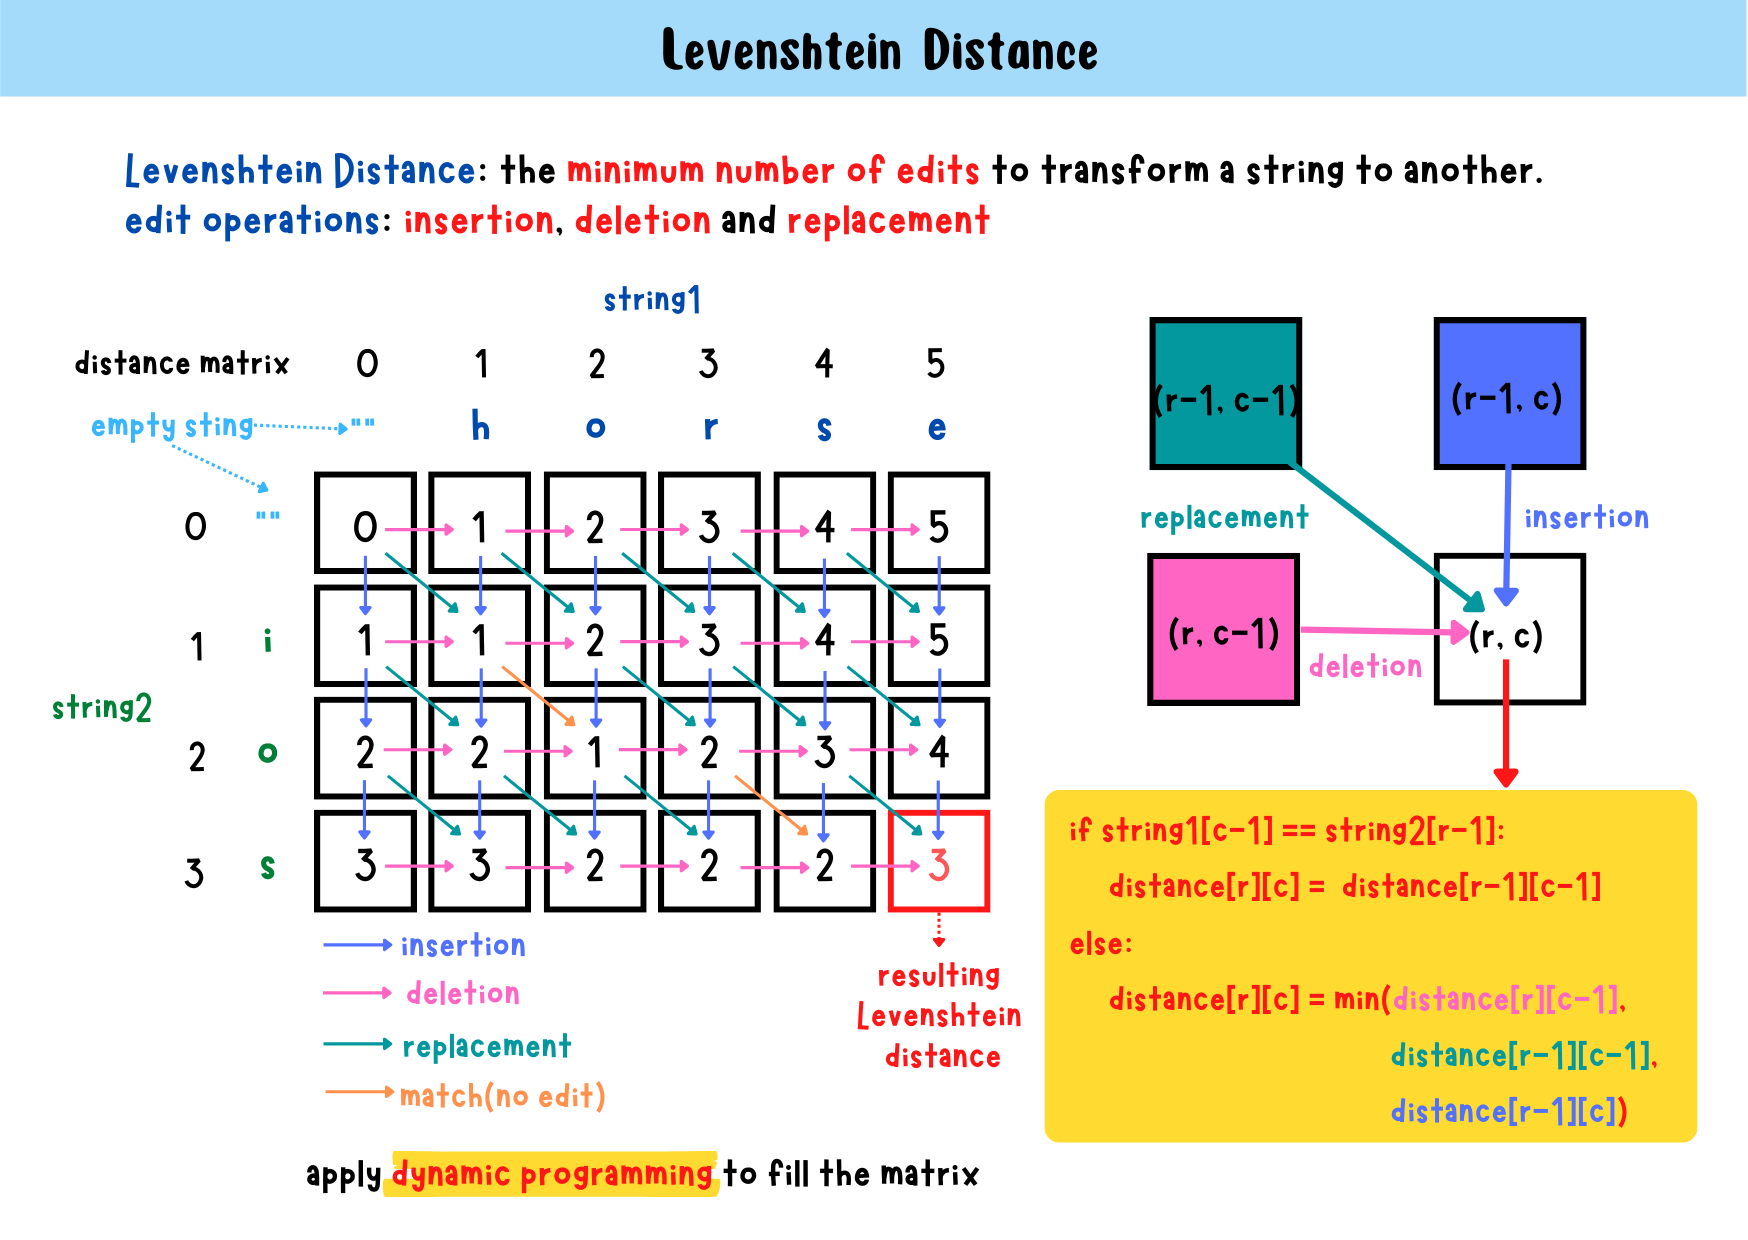 Levenshtein Distance
Levenshtein Distance: the minimum number of edits to transform a string to another.
edit operations: insertion, deletion and replacement
string1
distance matrix 0 1 2 3 4 5
empty sting "" h o r s e
0 "" 0 1 2 3 4 5
1 i 1 1 2 3 4 5
string2
2 o 2 2 1 2 3 4
3 s 3 3 2 2 2 3
insertion
deletion
replacement
match(no edit)
resulting
Levenshtein
distance
apply dynamic programming to fill the matrix
(r-1, c-1) (r-1, c)
replacement insertion
(r, c-1) (r, c)
deletion
if string1[c-1] == string2[r-1]:
distance[r][c] = distance[r-1][c-1]
else:
distance[r][c] = min(distance[r][c-1],
distance[r-1][c-1],
distance[r-1][c])